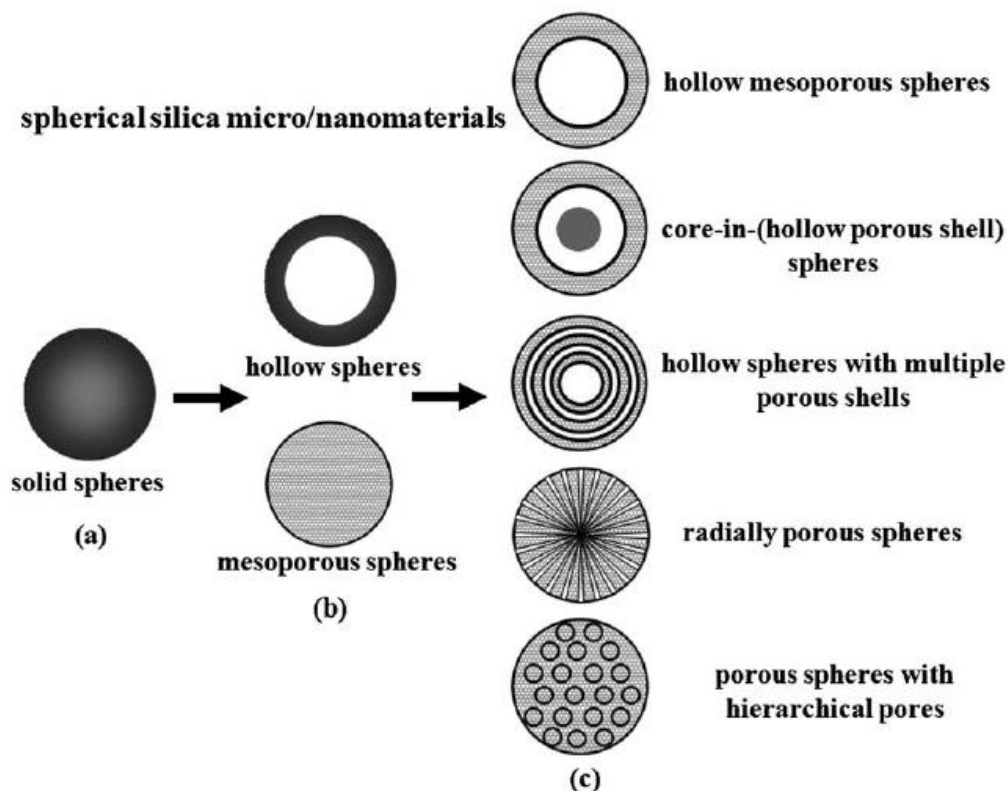 spherical silica micro/nanomaterials
solid spheres
(a)
hollow spheres
mesoporous spheres
(b)
hollow mesoporous spheres
core-in-(hollow porous shell)
spheres
hollow spheres with multiple
porous shells
radially porous spheres
porous spheres with
hierarchical pores
(c)